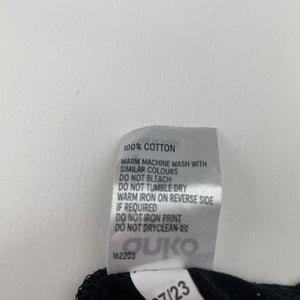 100% COTTON
WARM MACHINE WASH WITH
SIMILAR COLOURS
DO NOT BLEACH
DO NOT TUMBLE DRY
WARM IRON ON REVERSE SIDE
IF REQUIRED
DO NOT IRON PRINT
DO NOT DRYCLEAN
162203
07/23